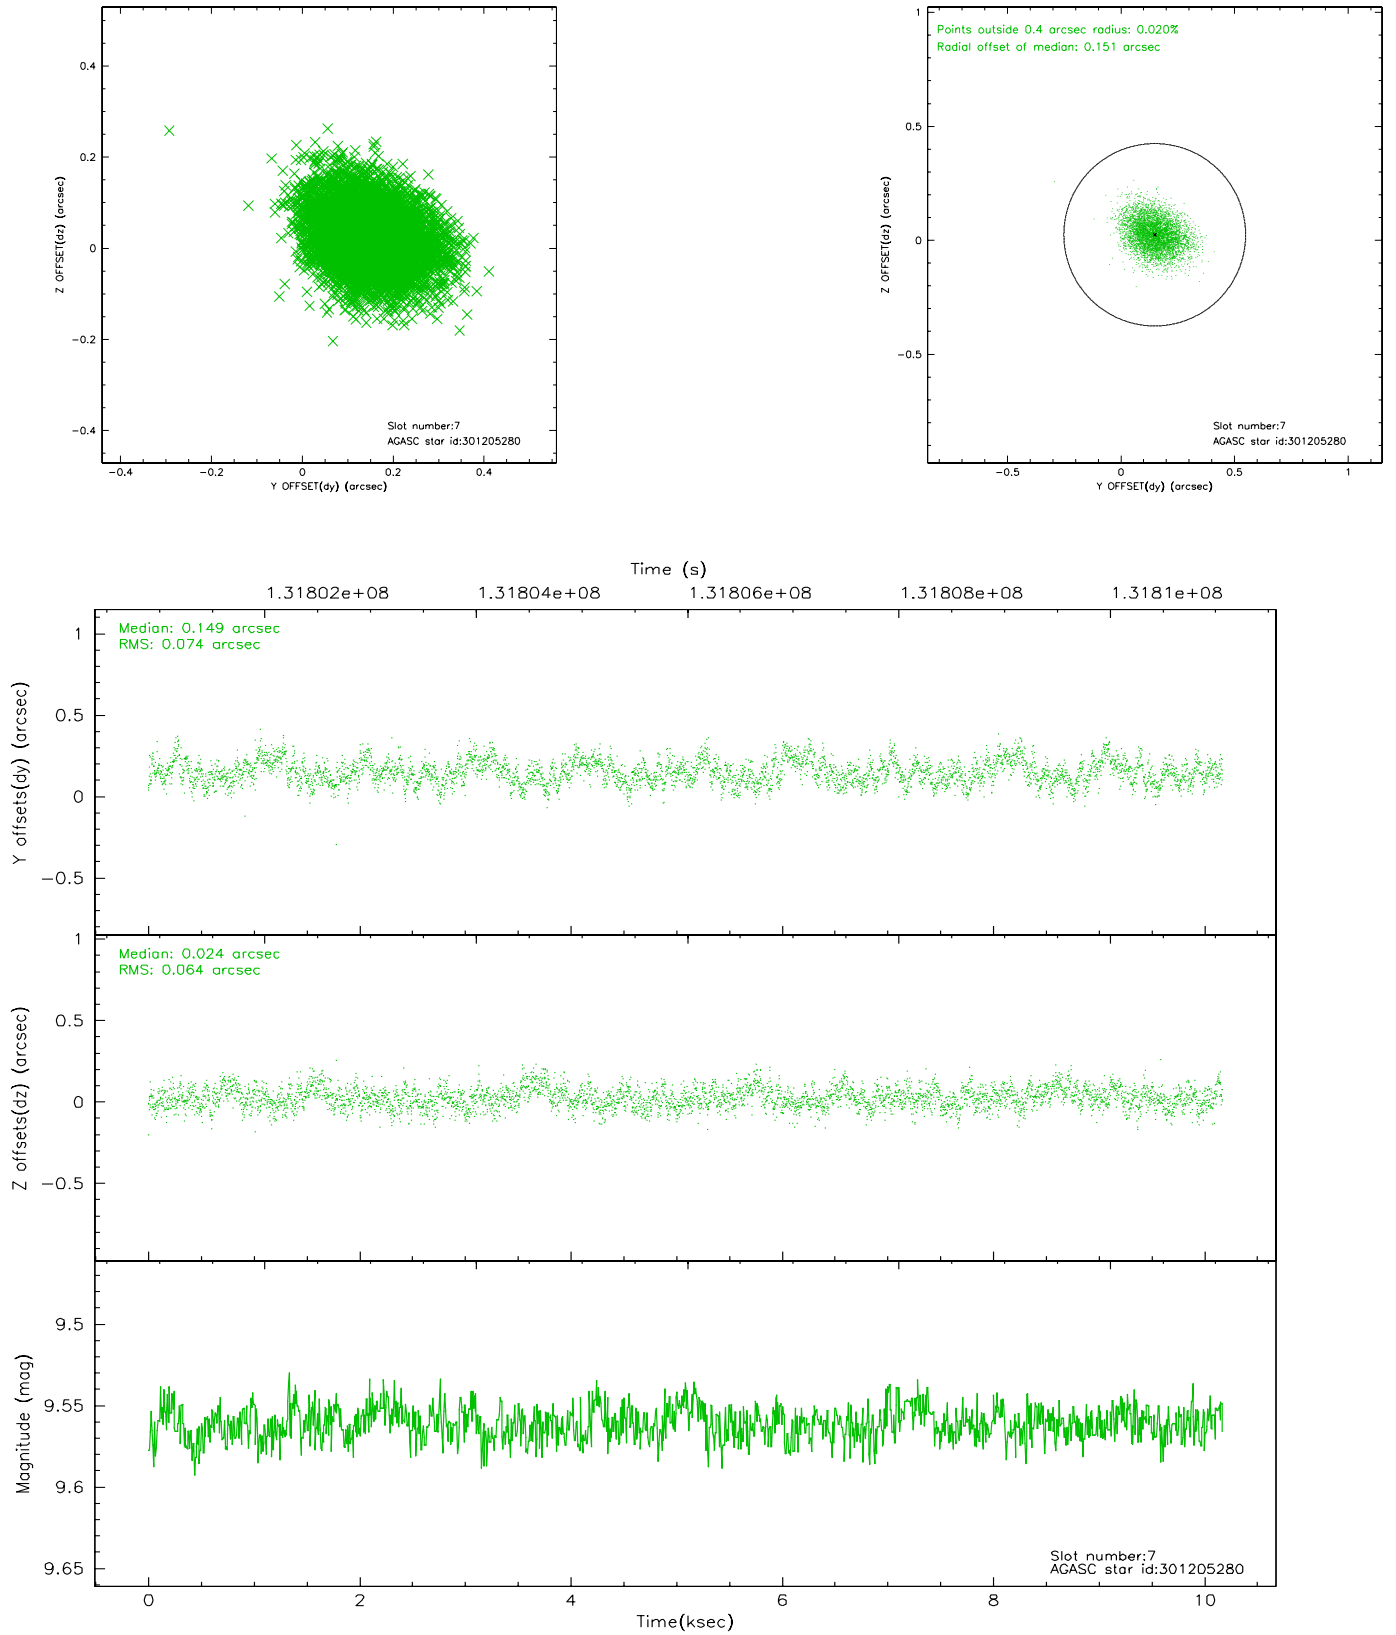 0.4
0.2
0
−0.2
−0.4
Z OFFSET(dz) (arcsec)
Slot number:7
AGASC star id:301205280
−0.4
−0.2
0
0.2
0.4
Y OFFSET(dy) (arcsec)
Points outside 0.4 arcsec radius: 0.020%
Radial offset of median: 0.151 arcsec
1
0.5
0
−0.5
Z OFFSET(dz) (arcsec)
Slot number:7
AGASC star id:301205280
−0.5
0
0.5
1
Y OFFSET(dy) (arcsec)
Time (s)
1.31802e+08
1.31804e+08
1.31806e+08
1.31808e+08
1.3181e+08
Median: 0.149 arcsec
RMS: 0.074 arcsec
1
0.5
0
−0.5
Y offsets(dy) (arcsec)
Median: 0.024 arcsec
RMS: 0.064 arcsec
1
0.5
0
−0.5
Z offsets(dz) (arcsec)
9.5
9.55
9.6
9.65
Magnitude (mag)
Slot number:7
AGASC star id:301205280
0
2
4
6
8
10
Time(ksec)